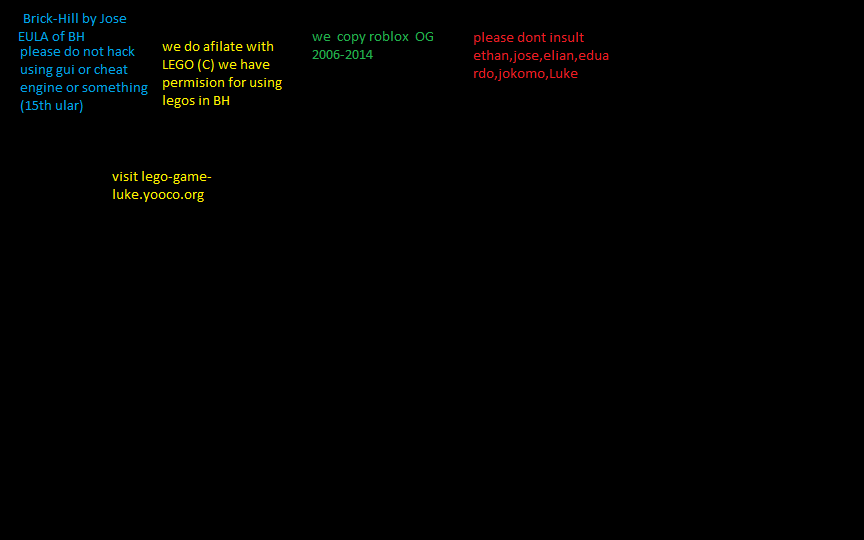 Brick-Hill by Jose
EULA of BH
please do not hack
using gui or cheat
engine or something
(15th ular)
we do afilate with
LEGO (C) we have
permision for using
legos in BH
we  copy roblox  OG
2006-2014
please dont insult
ethan,jose,elian,edua
rdo,jokomo,Luke
visit lego-game-
luke.yooco.org